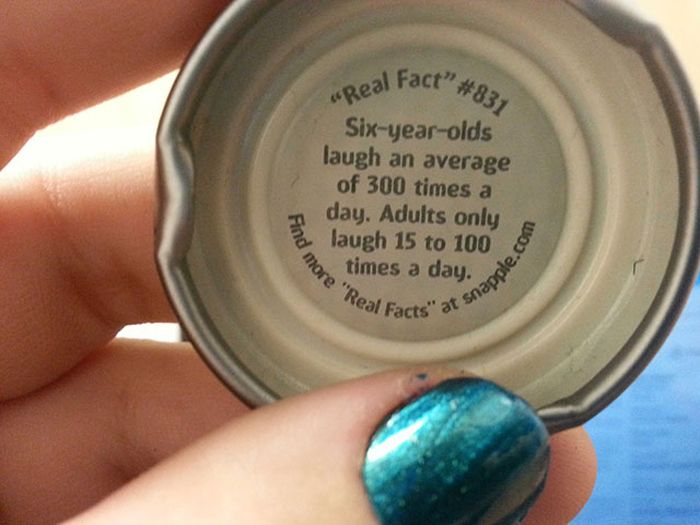 "Real Fact" #831
Six-year-olds
laugh an average
of 300 times a
day. Adults only
laugh 15 to 100
times a day.
Find more "Real Facts" at snapple.com